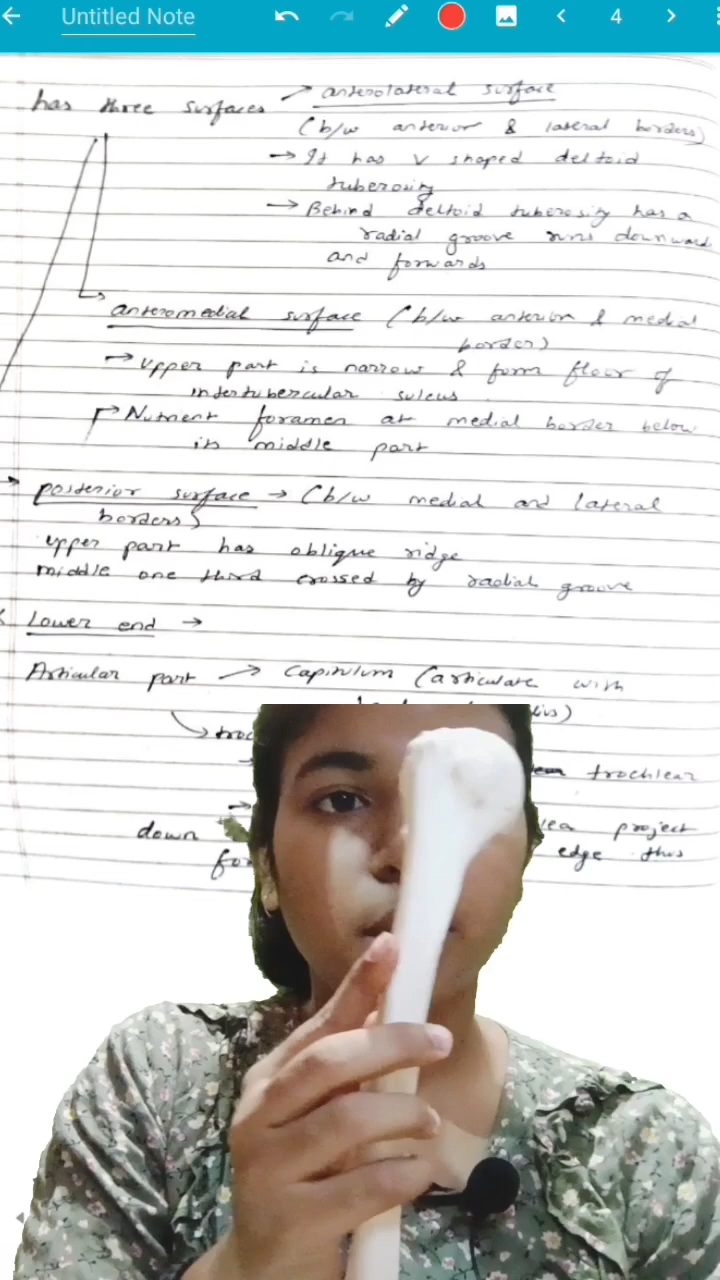 Untitled Note
4
has three surfaces → anterolateral surface
(b/w anterior & lateral borders)
→ It has V shaped deltoid
tuberosity
→ Behind deltoid tuberosity has a
radial groove runs downward
and forwards
anteromedial surface (b/w anterior & medial
border)
→ Upper part is narrow & form floor of
intertubercular sulcus
→ Nutrient foramen at medial border below
its middle part
posterior surface → (b/w medial and lateral
borders)
upper part has oblique ridge
middle one third crossed by radial groove
Lower end →
Articular part → capitulum (articulate with
trochlear
down project
edge this